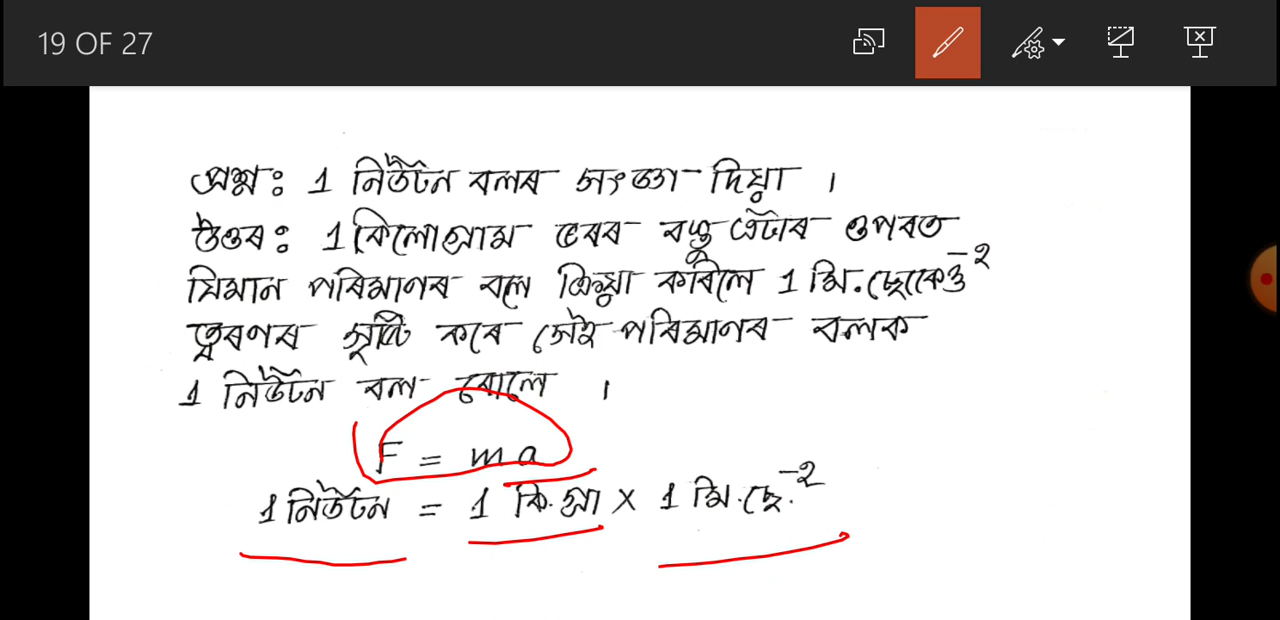 19 OF 27
প্ৰশ্ন: 1 নিউটন বলৰ সংজ্ঞা দিয়া ।
উত্তৰ: 1 কিলোগ্ৰাম ভৰৰ বস্তু এটাৰ ওপৰত
যিমান পৰিমাণৰ বলে ক্ৰিয়া কৰিলে 1 মি.ছেকেণ্ড⁻²
ত্বৰণৰ সৃষ্টি কৰে সেই পৰিমাণৰ বলক
1 নিউটন বল বোলে ।
F = ma
1 নিউটন = 1 কি.গ্ৰা × 1 মি.ছে.⁻²